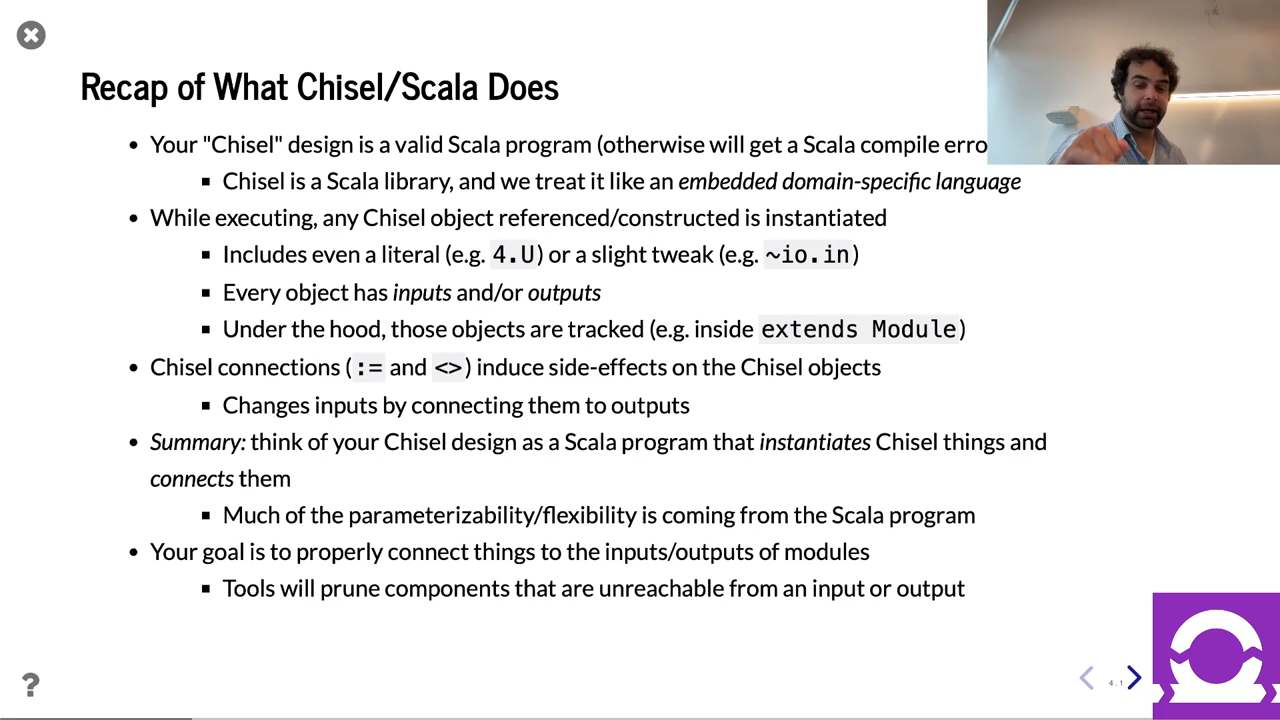 Recap of What Chisel/Scala Does
• Your "Chisel" design is a valid Scala program (otherwise will get a Scala compile erro
▪ Chisel is a Scala library, and we treat it like an embedded domain-specific language
• While executing, any Chisel object referenced/constructed is instantiated
▪ Includes even a literal (e.g. 4.U) or a slight tweak (e.g. ~io.in)
▪ Every object has inputs and/or outputs
▪ Under the hood, those objects are tracked (e.g. inside extends Module)
• Chisel connections (:= and <>) induce side-effects on the Chisel objects
▪ Changes inputs by connecting them to outputs
• Summary: think of your Chisel design as a Scala program that instantiates Chisel things and
connects them
▪ Much of the parameterizability/flexibility is coming from the Scala program
• Your goal is to properly connect things to the inputs/outputs of modules
▪ Tools will prune components that are unreachable from an input or output
?
4.1